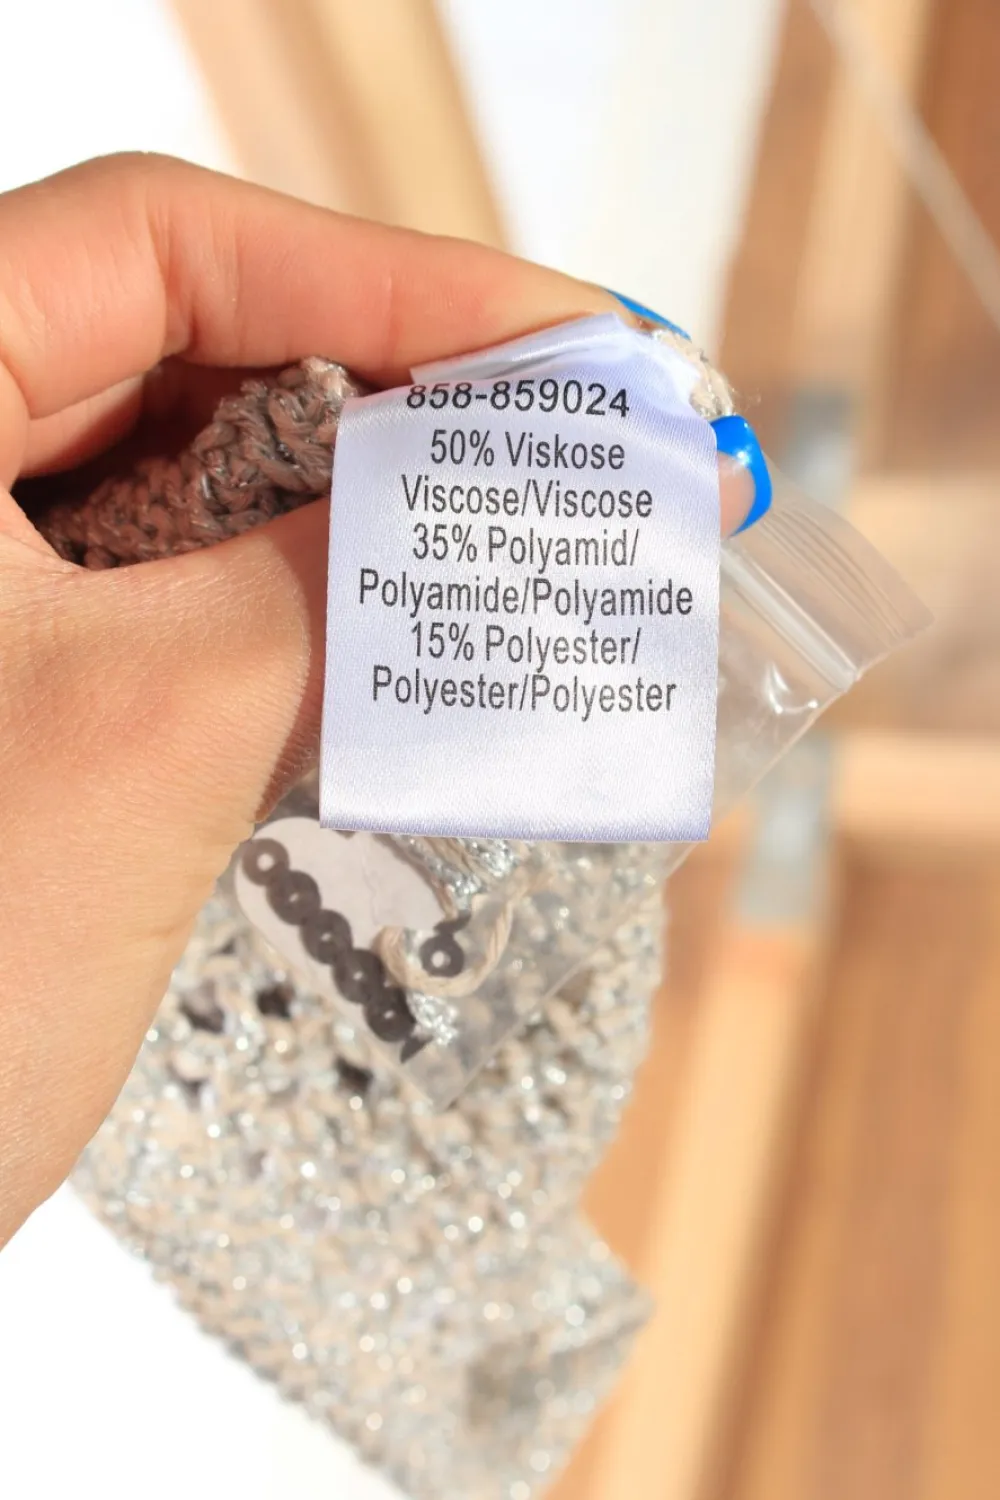 858-859024
50% Viskose
Viscose/Viscose
35% Polyamid/
Polyamide/Polyamide
15% Polyester/
Polyester/Polyester